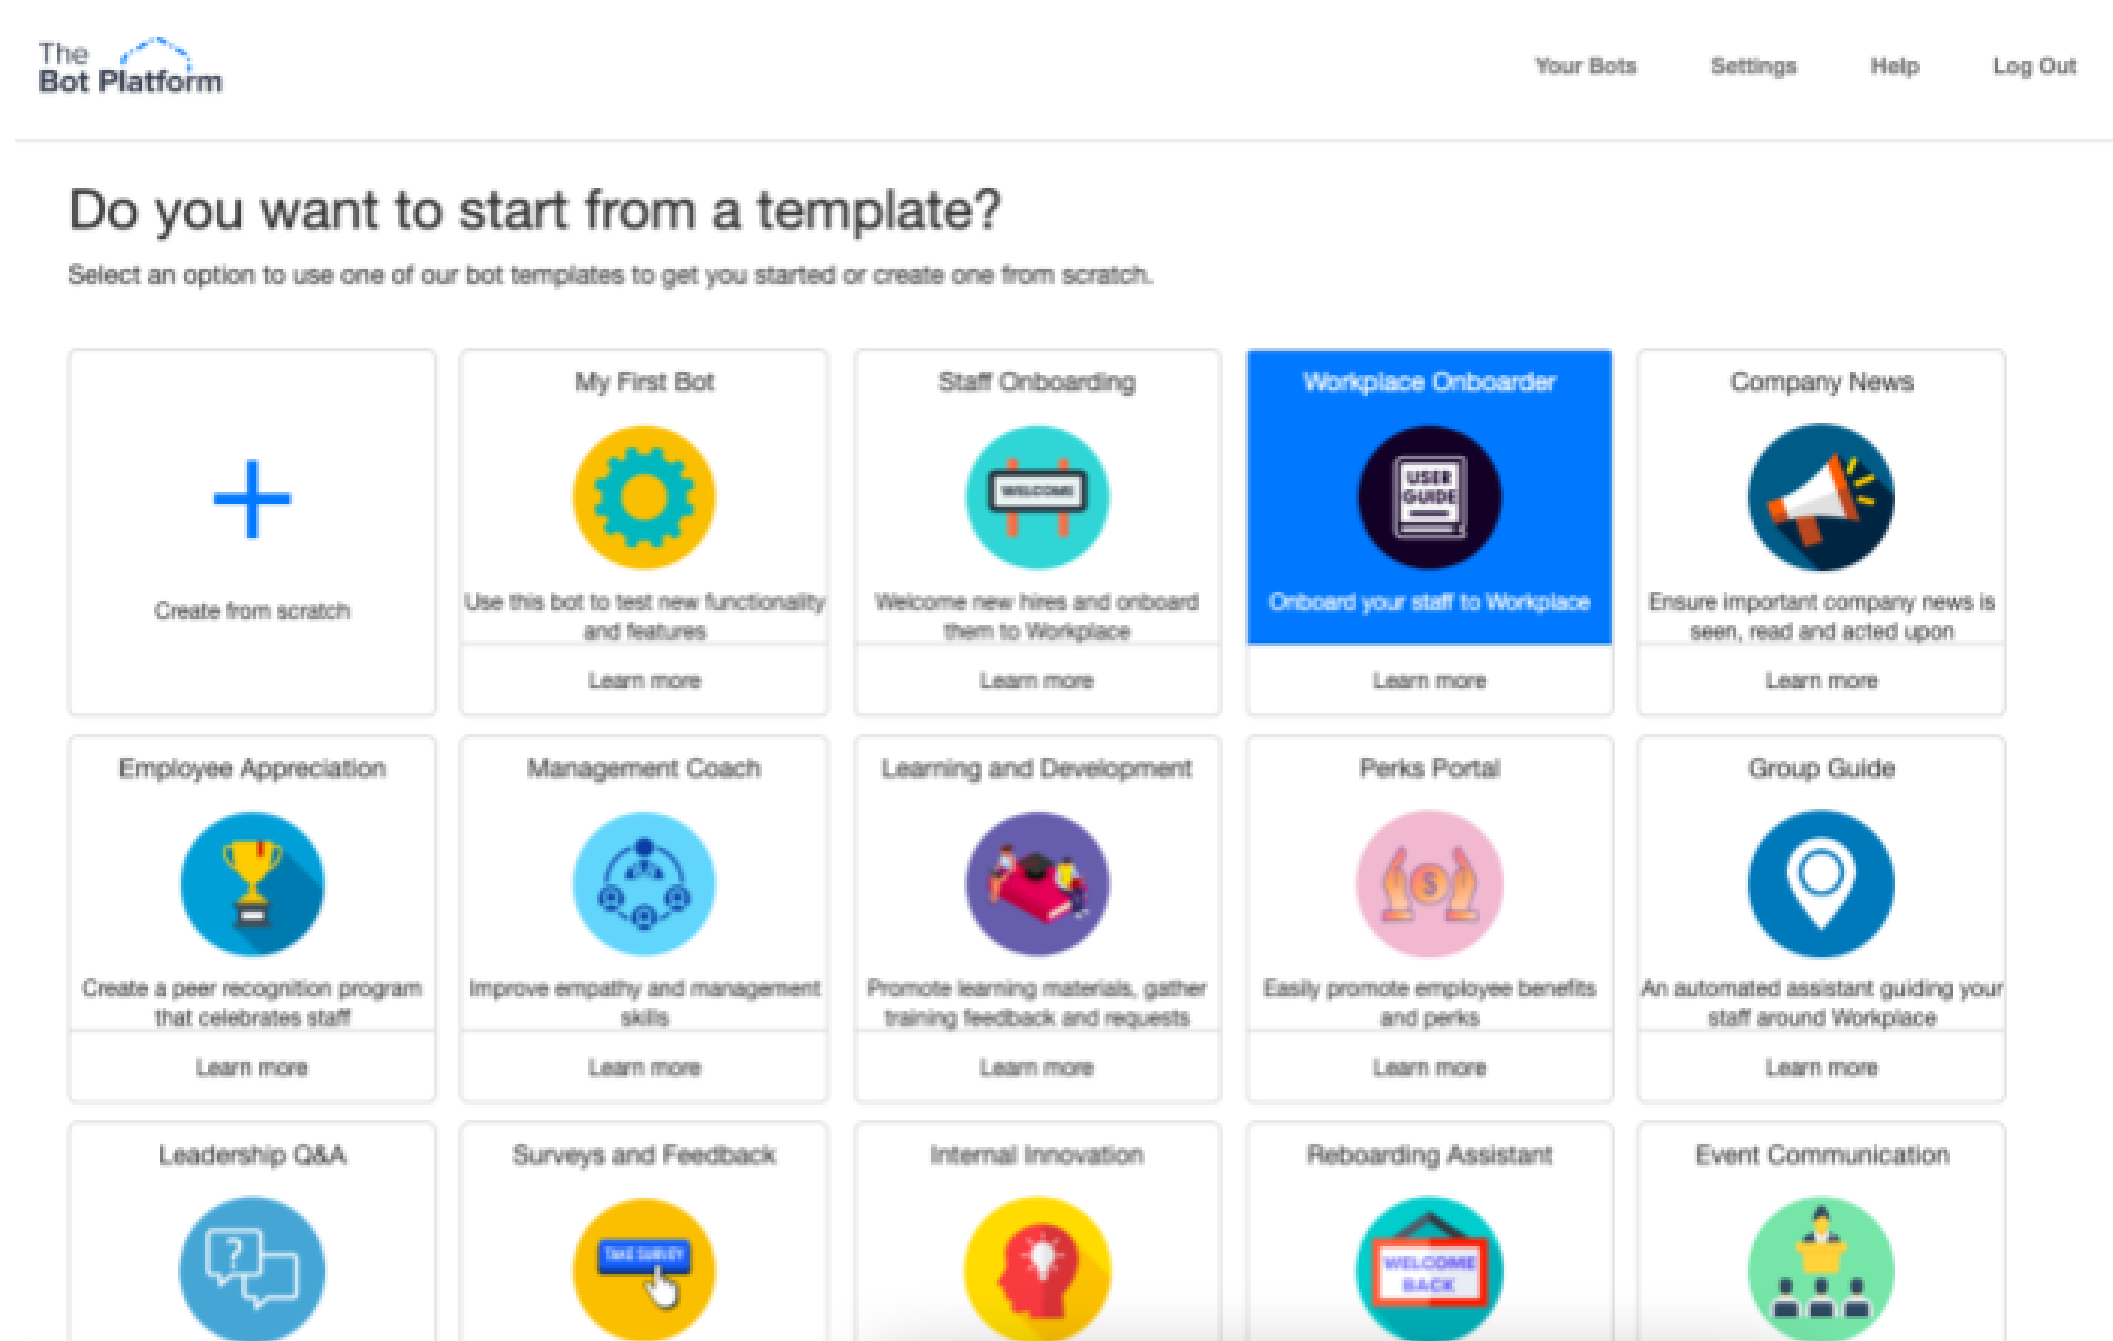 The
Bot Platform
Your Bots
Settings
Help
Log Out
Do you want to start from a template?
Select an option to use one of our bot templates to get you started or create one from scratch.
Create from scratch
My First Bot
Use this bot to test new functionality
and features
Learn more
Staff Onboarding
WELCOME
Welcome new hires and onboard
them to Workplace
Learn more
Workplace Onboarder
USER
GUIDE
Onboard your staff to Workplace
Learn more
Company News
Ensure important company news is
seen, read and acted upon
Learn more
Employee Appreciation
Create a peer recognition program
that celebrates staff
Learn more
Management Coach
Improve empathy and management
skills
Learn more
Learning and Development
Promote learning materials, gather
training feedback and requests
Learn more
Perks Portal
$
Easily promote employee benefits
and perks
Learn more
Group Guide
An automated assistant guiding your
staff around Workplace
Learn more
Leadership Q&A
?
Surveys and Feedback
TAKE SURVEY
Internal Innovation
Reboarding Assistant
WELCOME
BACK
Event Communication